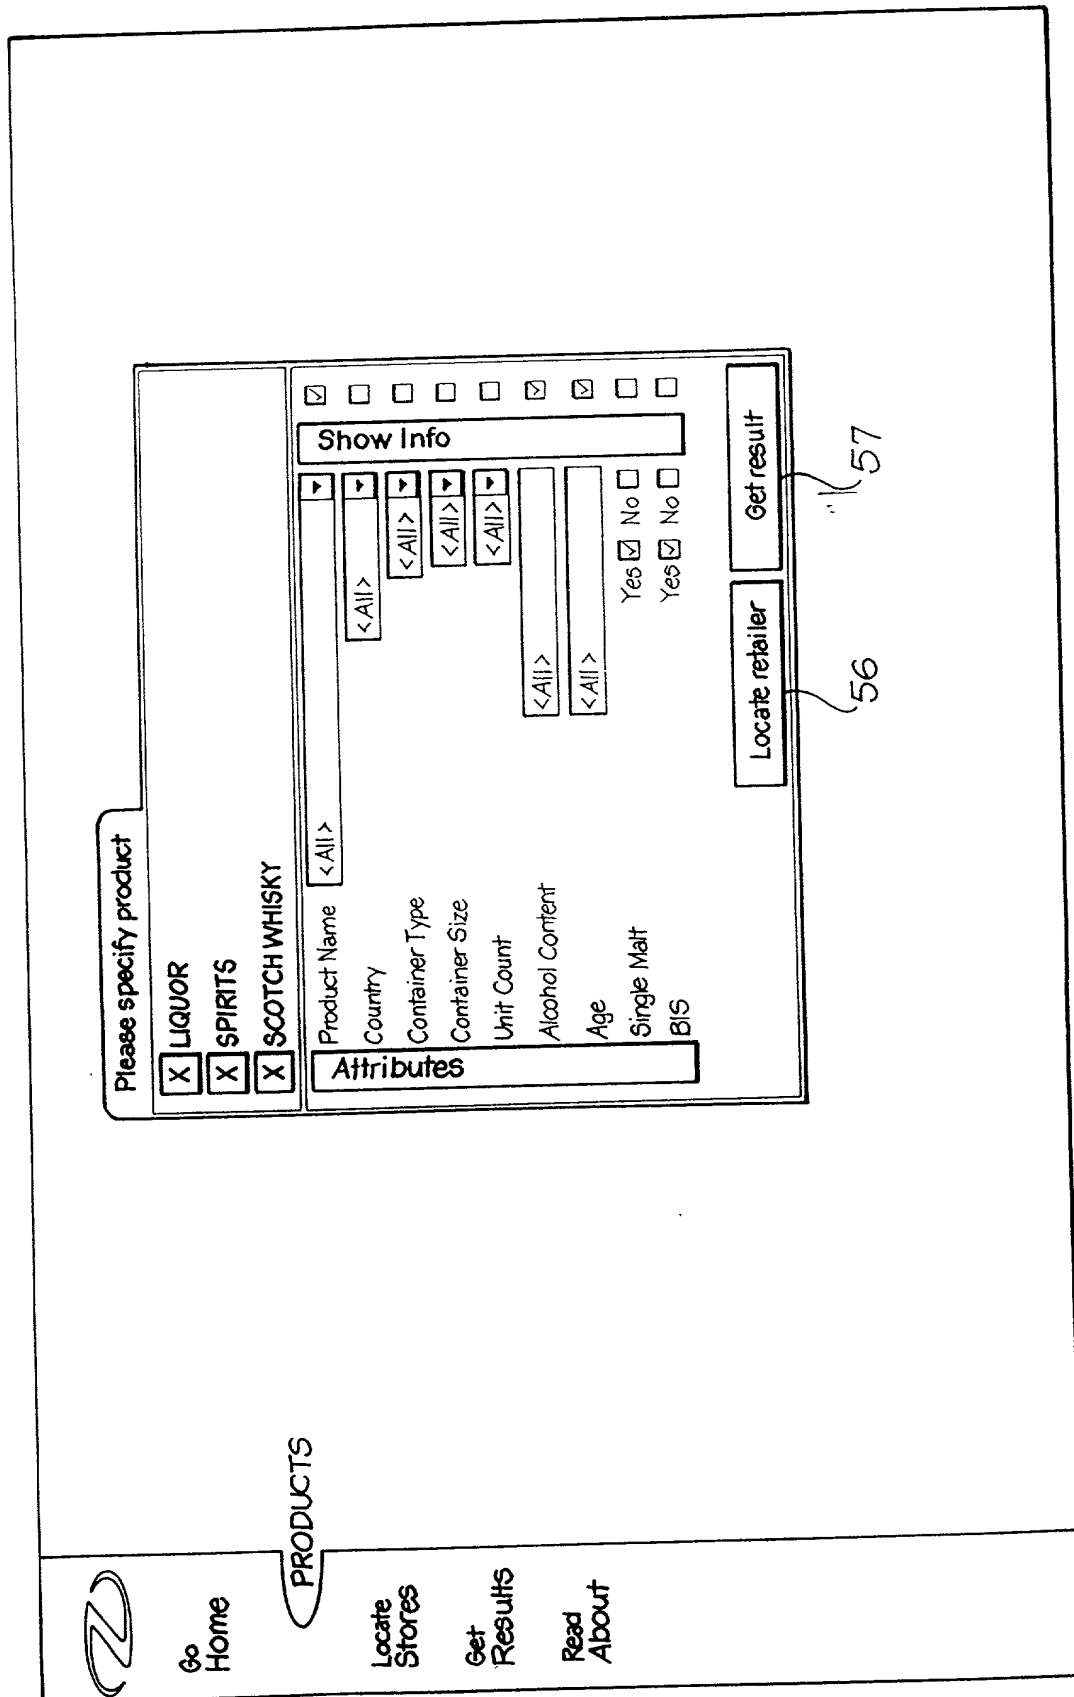 Go
Home
PRODUCTS
Locate
Stores
Get
Results
Read
About
Please specify product
X LIQUOR
X SPIRITS
X SCOTCH WHISKY
Attributes Show Info
Product Name <All>
Country <All>
Container Type <All>
Container Size <All>
Unit Count <All>
Alcohol Content <All>
Age <All>
Single Malt Yes No
BIS Yes No
Locate retailer Get result
56 57